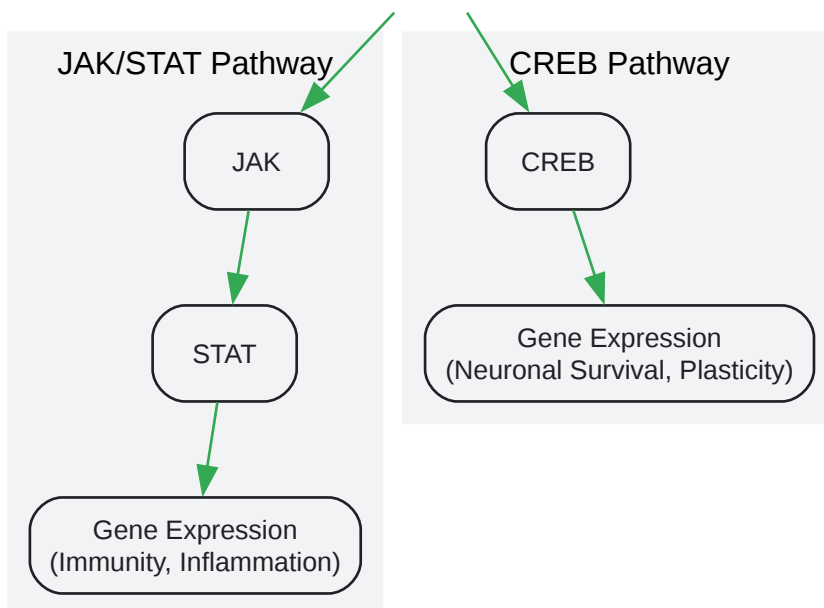 JAK/STAT Pathway
JAK
STAT
Gene Expression
(Immunity, Inflammation)
CREB Pathway
CREB
Gene Expression
(Neuronal Survival, Plasticity)